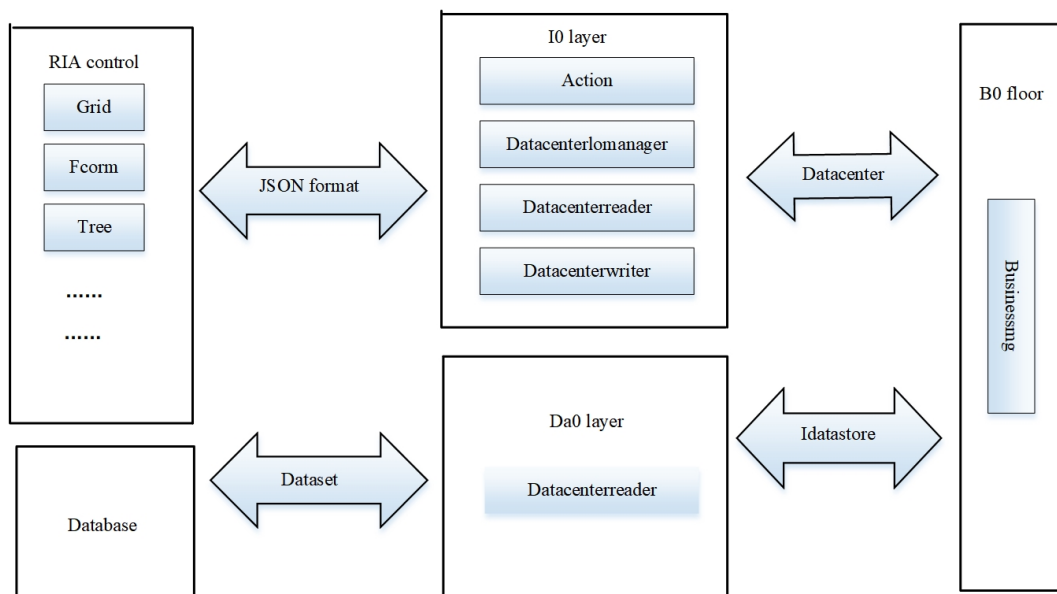 RIA control
Grid
Fcorm
Tree
......
......
JSON format
I0 layer
Action
Datacenterlomanager
Datacenterreader
Datacenterwriter
Datacenter
B0 floor
Businessmg
Database
Dataset
Da0 layer
Datacenterreader
Idatastore